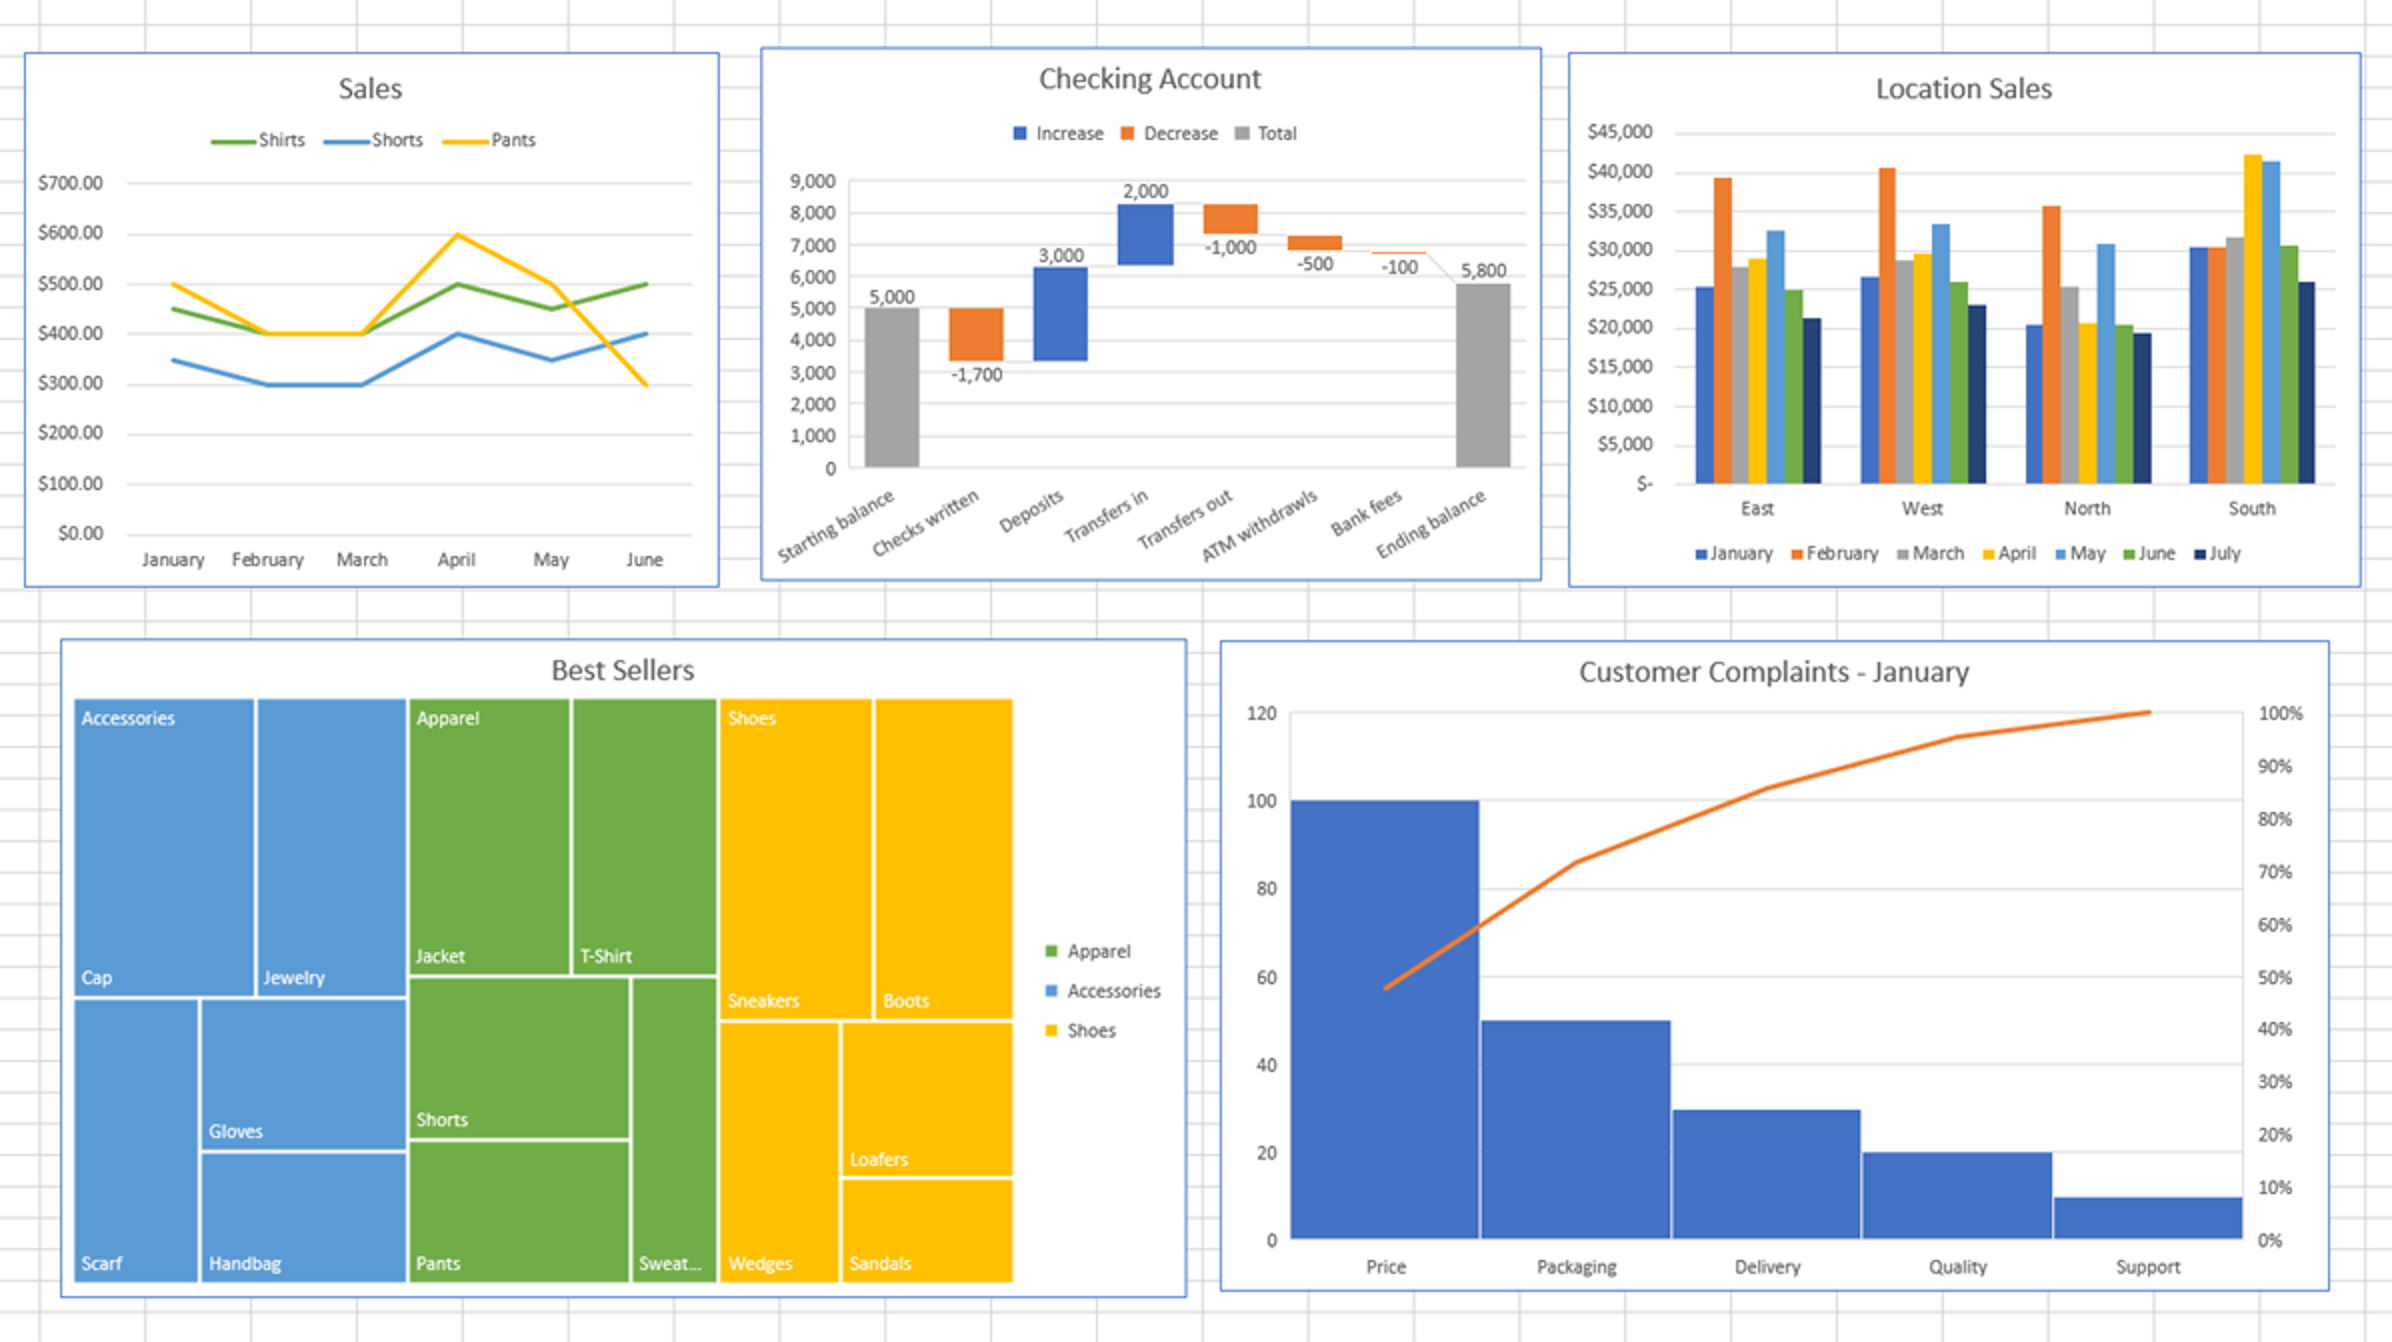 Sales
Shirts Shorts Pants
$700.00
$600.00
$500.00
$400.00
$300.00
$200.00
$100.00
$0.00
January February March April May June
Checking Account
Increase Decrease Total
9,000
8,000
7,000
6,000
5,000
4,000
3,000
2,000
1,000
0
5,000
-1,700
3,000
2,000
-1,000
-500
-100
5,800
Starting balance
Checks written
Deposits
Transfers in
Transfers out
ATM withdrawls
Bank fees
Ending balance
Location Sales
$45,000
$40,000
$35,000
$30,000
$25,000
$20,000
$15,000
$10,000
$5,000
$-
East West North South
January February March April May June July
Best Sellers
Accessories
Cap
Jewelry
Scarf
Gloves
Handbag
Apparel
Jacket
T-Shirt
Shorts
Pants
Sweat...
Shoes
Sneakers
Boots
Wedges
Loafers
Sandals
Apparel
Accessories
Shoes
Customer Complaints - January
120
100
80
60
40
20
0
100%
90%
80%
70%
60%
50%
40%
30%
20%
10%
0%
Price Packaging Delivery Quality Support